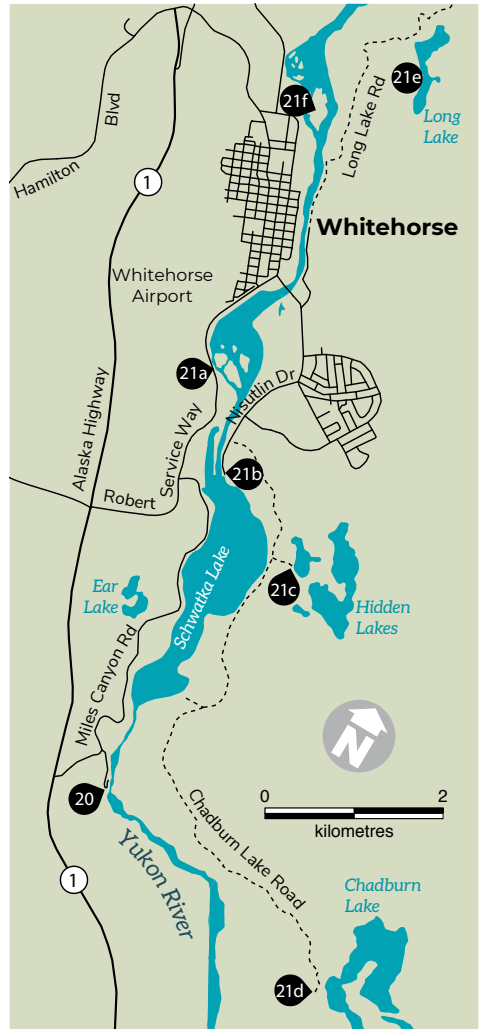 21f
21e
Long
Lake
Long Lake Rd
Hamilton
Blvd
1
Whitehorse
Whitehorse
Airport
21a
Nisutlin Dr
Alaska Highway
Robert
Service Way
21b
Schwatka Lake
21c
Ear
Lake
Hidden
Lakes
Miles Canyon Rd
N
20
0
2
kilometres
Chadburn Lake Road
Yukon River
1
Chadburn
Lake
21d